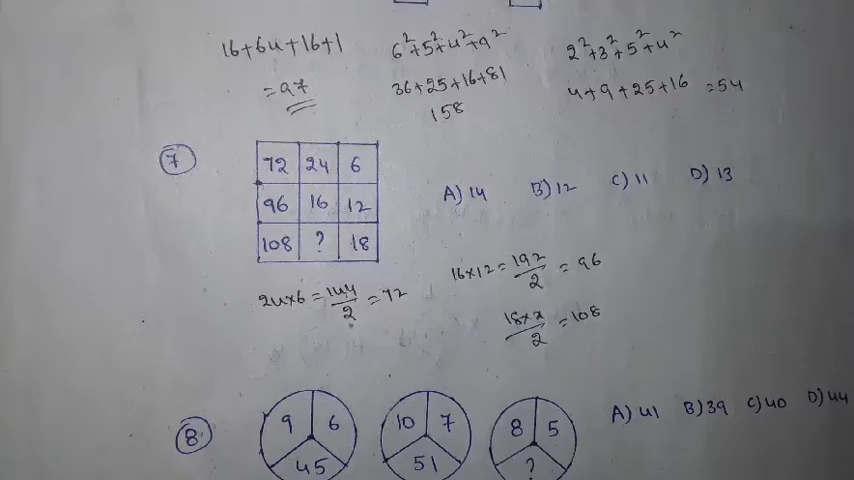 16+64+16+1 6²+5²+4²+9² 2²+3²+5²+4²
=97 36+25+16+81 4+9+25+16 =54
158
7
72 24 6
A) 14 B) 12 C) 11 D) 13
96 16 12
108 ? 18
24×6 = 144/2 = 72 16×12 = 192/2 = 96
18×x/2 = 108
8
9 6 10 7 8 5 A) 41 B) 39 C) 40 D) 44
45 51 ?